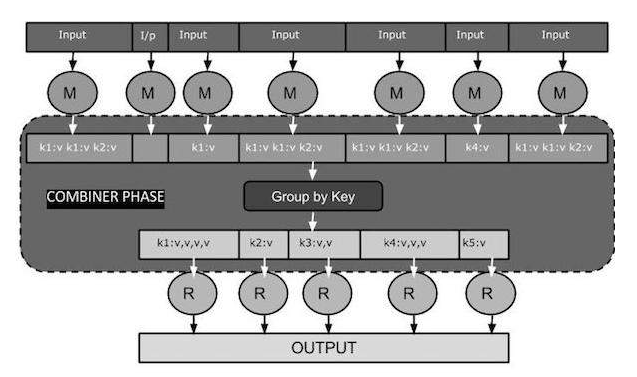 Input I/p Input Input Input Input Input
M M M M M M M
k1:v k1:v k2:v k1:v k1:v k1:v k2:v k1:v k1:v k2:v k4:v k1:v k1:v k2:v
COMBINER PHASE
Group by Key
k1:v,v,v,v k2:v k3:v,v k4:v,v,v k5:v
R R R R R
OUTPUT